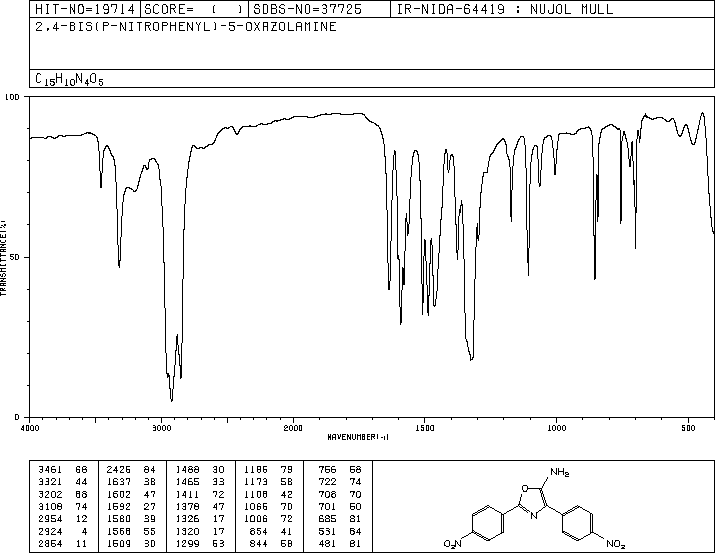 HIT-NO=19714 SCORE= ( ) SDBS-NO=37725 IR-NIDA-64419 : NUJOL MULL
2,4-BIS(P-NITROPHENYL)-5-OXAZOLAMINE
C15H10N4O5
100
50
0
TRANSMITTANCE(%)
4000 3000 2000 1500 1000 500
WAVENUMBER(-1)
3461 66 2426 84 1488 30 1186 79 756 58
3321 44 1637 38 1465 33 1173 58 722 74
3202 68 1602 47 1411 72 1108 42 708 70
3108 74 1592 27 1378 47 1066 70 701 50
2954 12 1580 39 1326 17 1006 72 685 81
2924 4 1568 55 1320 17 854 41 531 84
2854 11 1509 30 1299 53 844 58 481 81
NH2
O
N
O2N
NO2